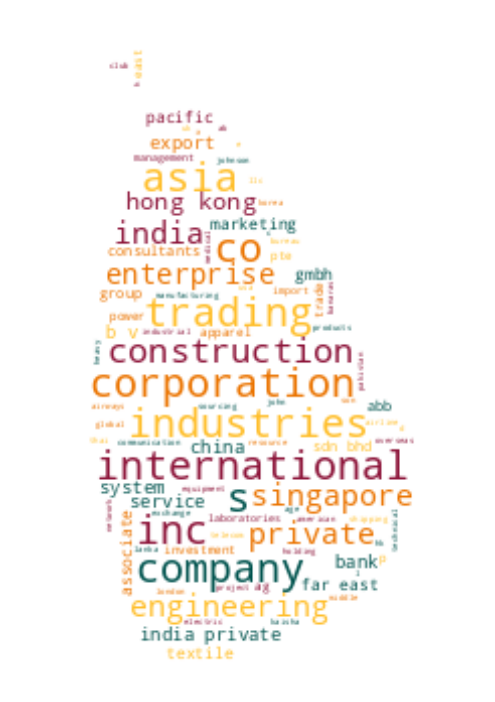 club east
pacific
export
management johnson
asia
hong kong korea
india marketing
medical
consultants co bureau
pte
enterprise gmbh
group manufacturing import trade bahamas
power trading
b v industrial apparel products
heavy construction pakistan
corporation
airways sourcing john son abb
global industries airline
thai communication china resource sdn bhd overseas
international
system equipment
service s singapore
network exchange age
associate inc laboratories american shipping technical
telecom private
lanka investment holding
company bank p
project ag far east
london middle
engineering
electric kaisha
india private
textile